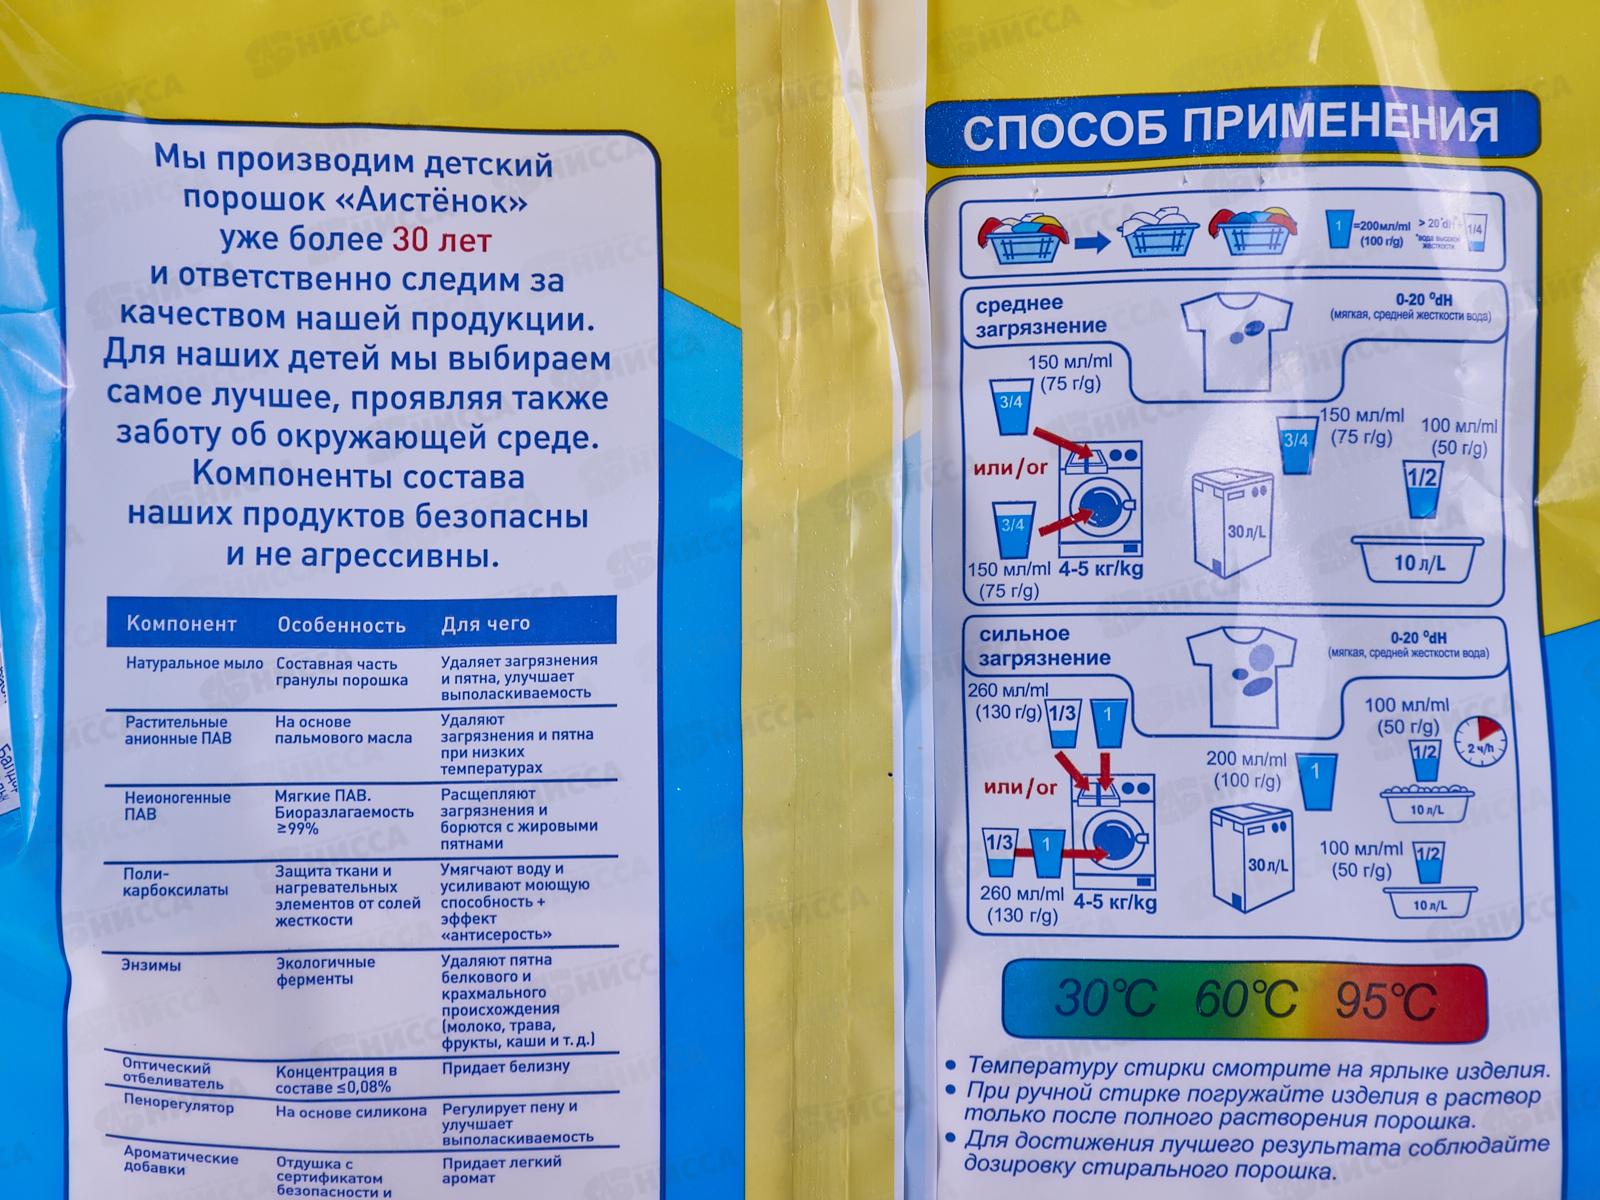 Мы производим детский
порошок «Аистёнок»
уже более 30 лет
и ответственно следим за
качеством нашей продукции.
Для наших детей мы выбираем
самое лучшее, проявляя также
заботу об окружающей среде.
Компоненты состава
наших продуктов безопасны
и не агрессивны.
Компонент Особенность Для чего
Натуральное мыло
Составная часть
гранулы порошка
Удаляет загрязнения
и пятна, улучшает
выполаскиваемость
Растительные
анионные ПАВ
На основе
пальмового масла
Удаляют
загрязнения и пятна
при низких
температурах
Неионогенные
ПАВ
Мягкие ПАВ.
Биоразлагаемость
≥99%
Расщепляют
загрязнения и
борются с жировыми
пятнами
Поли-
карбоксилаты
Защита ткани и
нагревательных
элементов от солей
жесткости
Умягчают воду и
усиливают моющую
способность +
эффект
«антисерость»
Энзимы
Экологичные
ферменты
Удаляют пятна
белкового и
крахмального
происхождения
(молоко, трава,
фрукты, каши и т.д.)
Оптический
отбеливатель
Концентрация в
составе ≤0,08%
Придает белизну
Пенорегулятор
На основе силикона
Регулирует пену и
улучшает
выполаскиваемость
Ароматические
добавки
Отдушка с
сертификатом
безопасности и
Придает легкий
аромат
СПОСОБ ПРИМЕНЕНИЯ
1 =200мл/ml
(100 г/g)
> 20°dH
*вода высокой
жесткости
1/4
среднее
загрязнение
0-20 °dH
(мягкая, средней жесткости вода)
150 мл/ml
(75 г/g)
3/4
или/or
3/4
150 мл/ml
(75 г/g)
4-5 кг/kg
3/4
150 мл/ml
(75 г/g)
30 л/L
100 мл/ml
(50 г/g)
1/2
10 л/L
сильное
загрязнение
0-20 °dH
(мягкая, средней жесткости вода)
260 мл/ml
(130 г/g)
1/3 1
или/or
1/3 1
260 мл/ml
(130 г/g)
4-5 кг/kg
200 мл/ml
(100 г/g)
1
30 л/L
100 мл/ml
(50 г/g)
1/2
2 ч/h
10 л/L
100 мл/ml
(50 г/g)
1/2
10 л/L
30°C 60°C 95°C
• Температуру стирки смотрите на ярлыке изделия.
• При ручной стирке погружайте изделия в раствор
только после полного растворения порошка.
• Для достижения лучшего результата соблюдайте
дозировку стирального порошка.